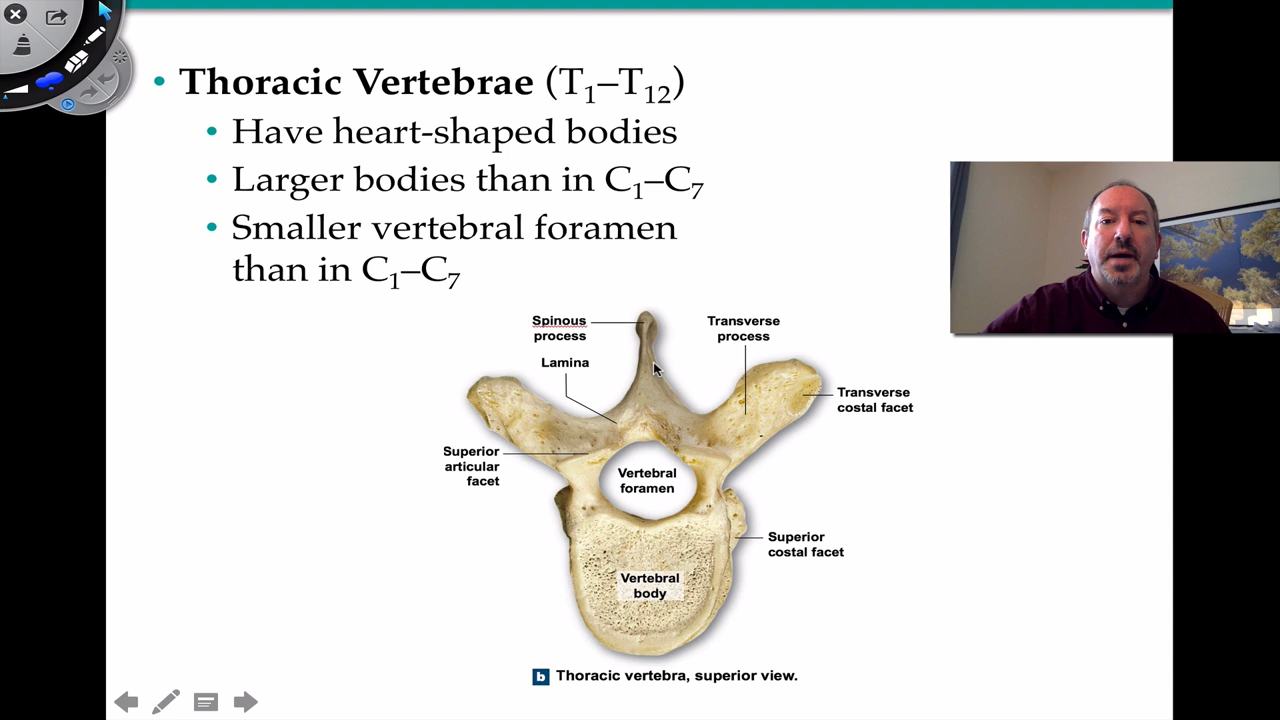 • Thoracic Vertebrae (T₁–T₁₂)
• Have heart-shaped bodies
• Larger bodies than in C₁–C₇
• Smaller vertebral foramen
than in C₁–C₇
Spinous
process
Transverse
process
Lamina
Transverse
costal facet
Superior
articular
facet
Vertebral
foramen
Superior
costal facet
Vertebral
body
b Thoracic vertebra, superior view.